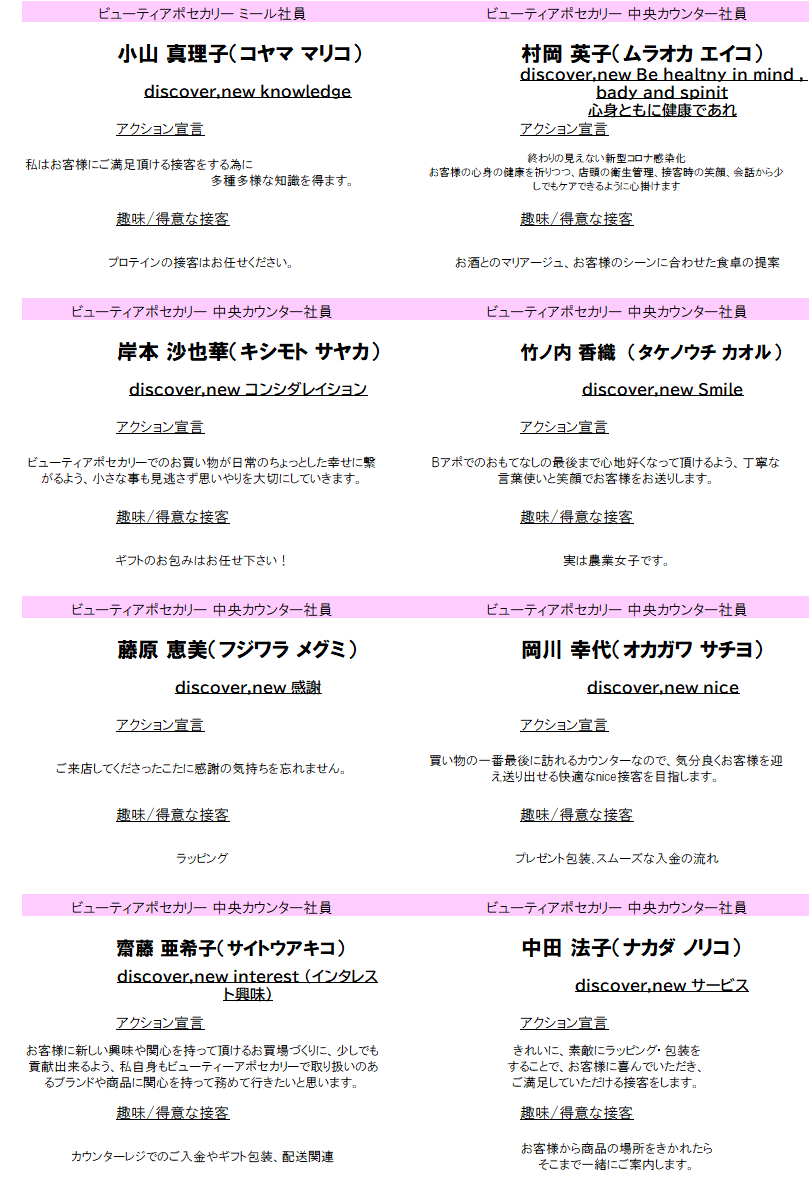 ビューティアポセカリー ミール社員
小山 真理子(コヤマ マリコ)
discover,new knowledge
アクション宣言
私はお客様にご満足頂ける接客をする為に
多種多様な知識を得ます。
趣味/得意な接客
プロテインの接客はお任せください。
ビューティアポセカリー 中央カウンター社員
村岡 英子(ムラオカ エイコ)
discover,new Be healtny in mind ,
bady and spinit
心身ともに健康であれ
アクション宣言
終わりの見えない新型コロナ感染化
お客様の心身の健康を祈りつつ、店頭の衛生管理、接客時の笑顔、会話から少
しでもケアできるように心掛けます
趣味/得意な接客
お酒とのマリアージュ、お客様のシーンに合わせた食卓の提案
ビューティアポセカリー 中央カウンター社員
岸本 沙也華(キシモト サヤカ)
discover,new コンシダレイション
アクション宣言
ビューティアポセカリーでのお買い物が日常のちょっとした幸せに繋
がるよう、小さな事も見逃さず思いやりを大切にしていきます。
趣味/得意な接客
ギフトのお包みはお任せ下さい!
ビューティアポセカリー 中央カウンター社員
竹ノ内 香織 (タケノウチ カオル)
discover,new Smile
アクション宣言
Bアポでのおもてなしの最後まで心地好くなって頂けるよう、丁寧な
言葉使いと笑顔でお客様をお送りします。
趣味/得意な接客
実は農業女子です。
ビューティアポセカリー 中央カウンター社員
藤原 恵美(フジワラ メグミ)
discover,new 感謝
アクション宣言
ご来店してくださったこたに感謝の気持ちを忘れません。
趣味/得意な接客
ラッピング
ビューティアポセカリー 中央カウンター社員
岡川 幸代(オカガワ サチヨ)
discover,new nice
アクション宣言
買い物の一番最後に訪れるカウンターなので、気分良くお客様を迎
え送り出せる快適なnice接客を目指します。
趣味/得意な接客
プレゼント包装、スムーズな入金の流れ
ビューティアポセカリー 中央カウンター社員
齋藤 亜希子(サイトウアキコ)
discover,new interest (インタレス
ト興味)
アクション宣言
お客様に新しい興味や関心を持って頂けるお買場づくりに、少しでも
貢献出来るよう、私自身もビューティーアポセカリーで取り扱いのあ
るブランドや商品に関心を持って務めて行きたいと思います。
趣味/得意な接客
カウンターレジでのご入金やギフト包装、配送関連
ビューティアポセカリー 中央カウンター社員
中田 法子(ナカダ ノリコ)
discover,new サービス
アクション宣言
きれいに、素敵にラッピング・包装を
することで、お客様に喜んでいただき、
ご満足していただける接客をします。
趣味/得意な接客
お客様から商品の場所をきかれたら
そこまで一緒にご案内します。